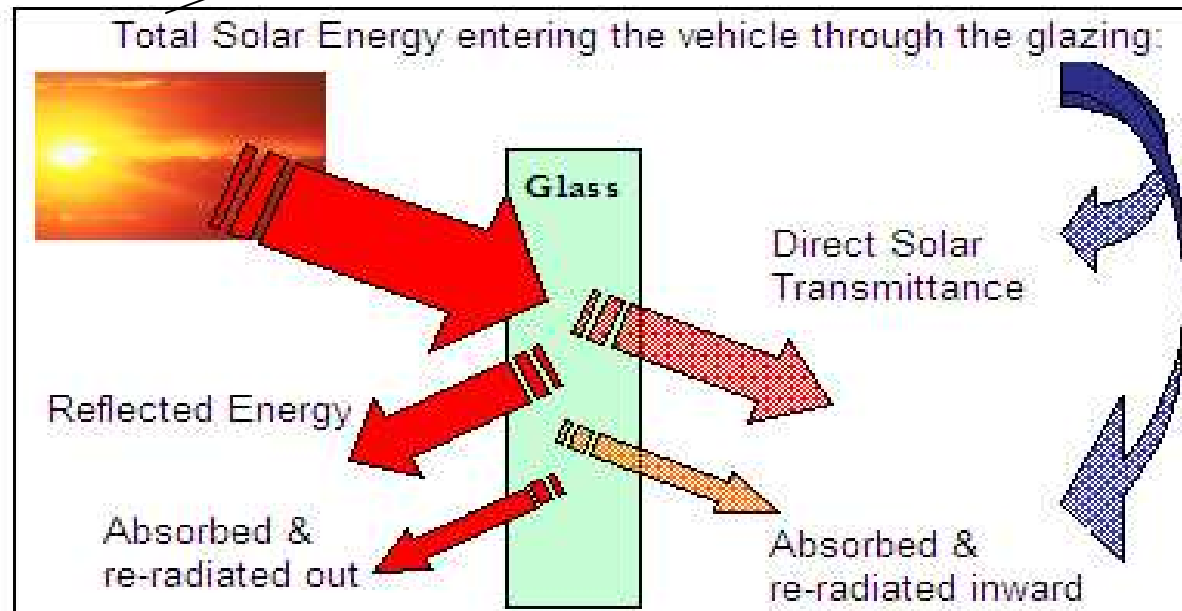 Total Solar Energy entering the vehicle through the glazing:
Glass
Direct Solar
Transmittance
Reflected Energy
Absorbed &
re-radiated out
Absorbed &
re-radiated inward